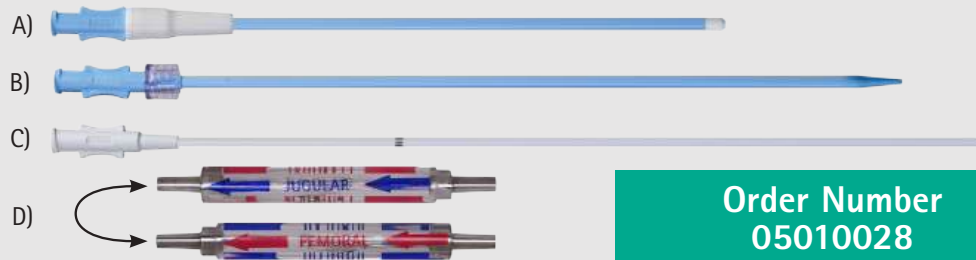 A)
B)
C)
JUGULAR
D)
FEMORAL
Order Number
05010028